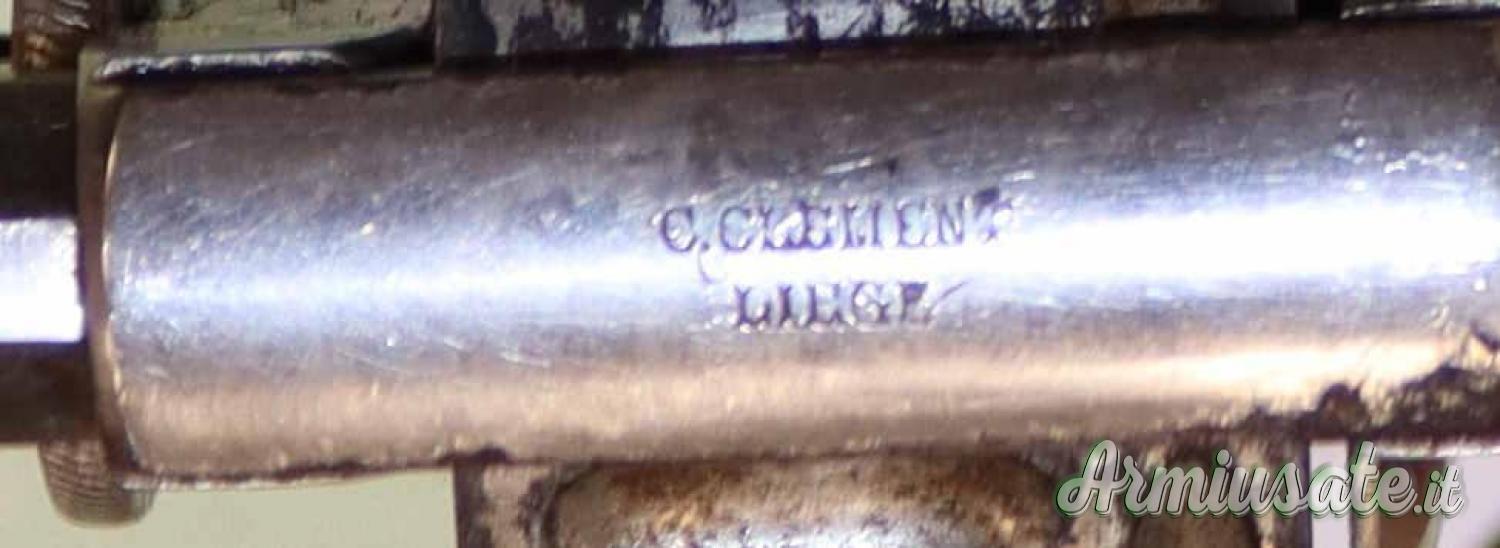 C. CLEMENT
LIEGE
Armiusate.it